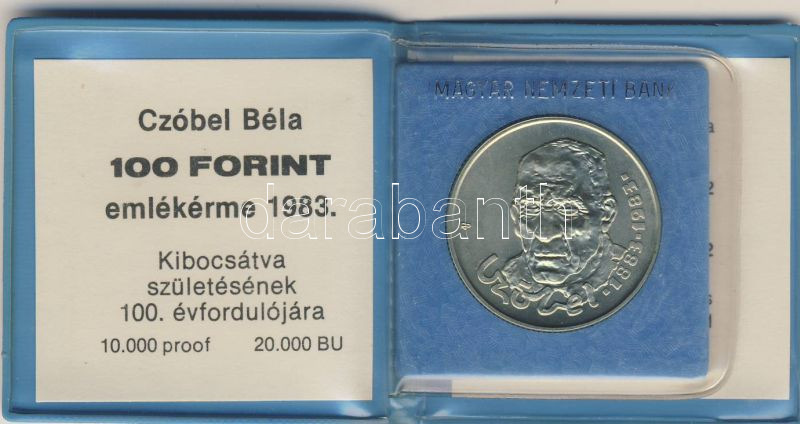 Czóbel Béla
100 FORINT
emlékérme 1983.
Kibocsátva
születésének
100. évfordulójára
10.000 proof 20.000 BU
MAGYAR NEMZETI BANK
Czóbel
·1883·1983·
darabanth